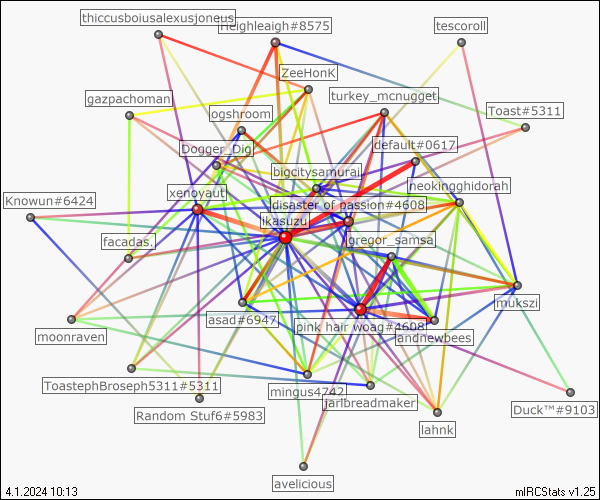 thiccusboiusalexusjoneus
Heighleaigh#8575
tescoroll
ZeeHonK
gazpachoman
turkey_mcnugget
ogshroom
Toast#5311
default#0617
Dogger_Dig
bigcitysamurai
neokingghidorah
xenoyaut
Knowun#6424
disaster of passion#4608
ikasuzu
gregor_samsa
facadas.
mukszi
asad#6947
pink hair woag#4608
andnewbees
moonraven
ToastephBroseph5311#5311
mingus4742
jarlbreadmaker
Random Stuf6#5983
Duck™#9103
lahnk
avelicious
4.1.2024 10:13
mIRCStats v1.25